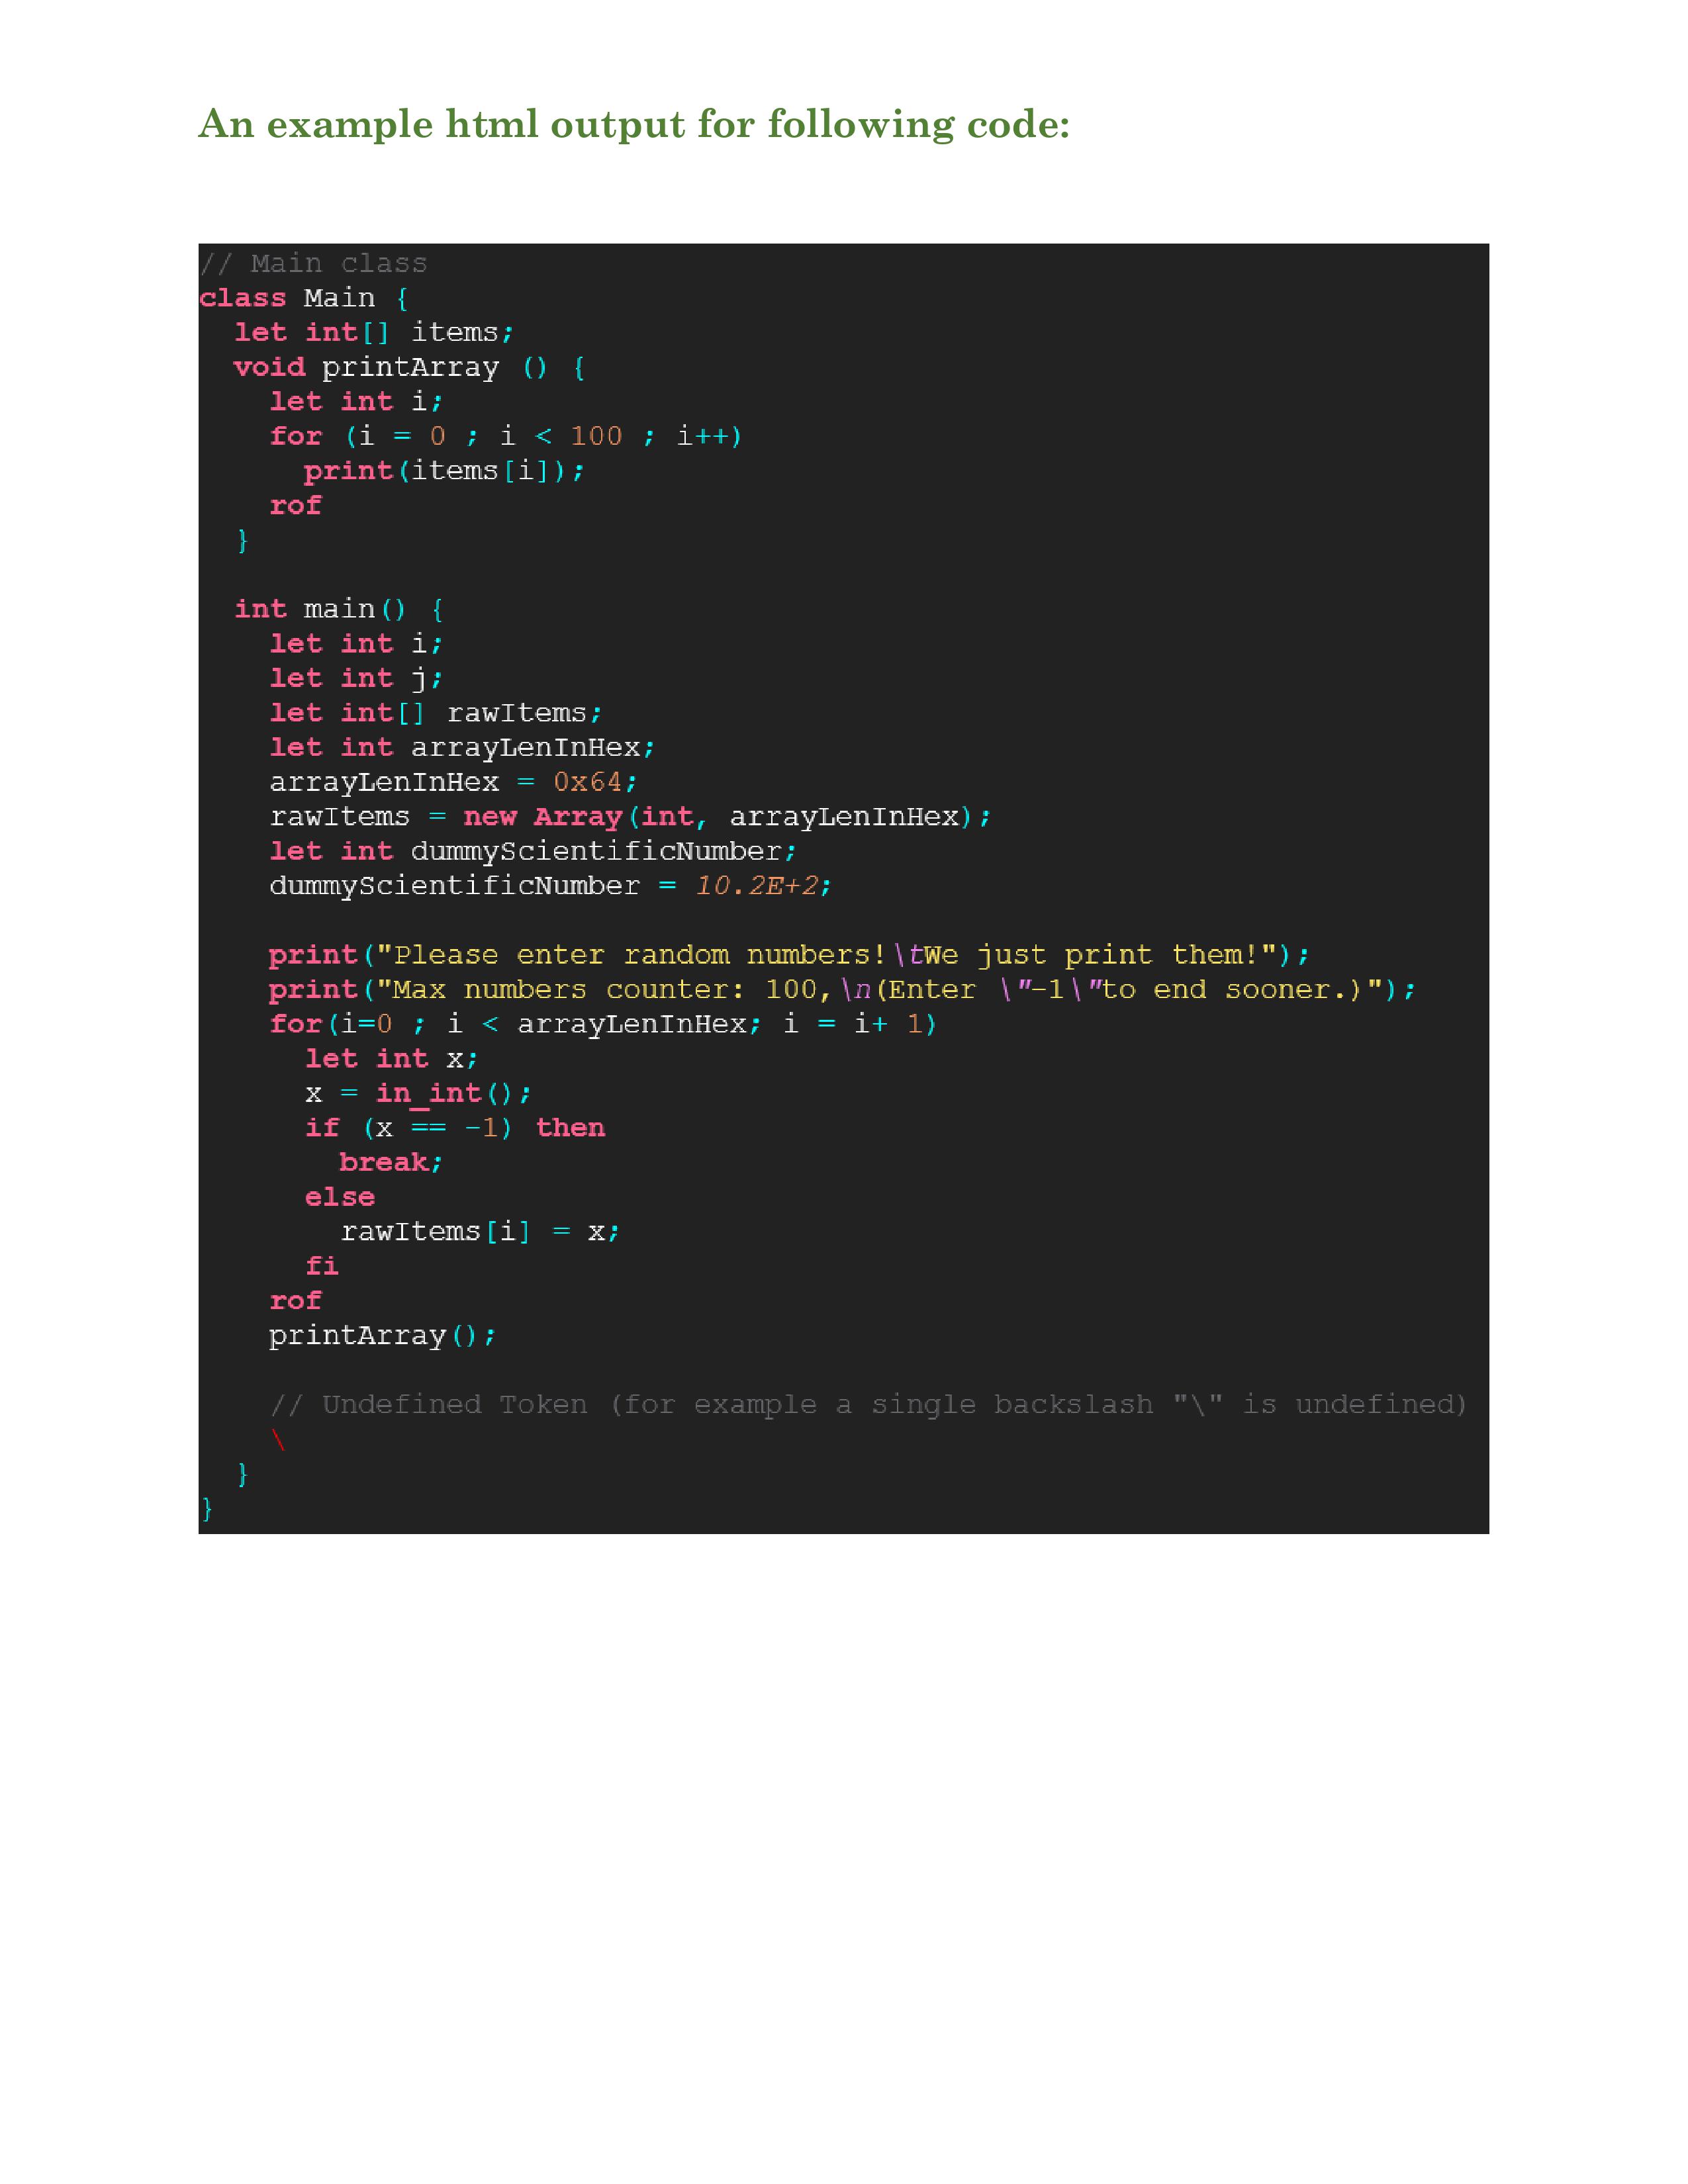 An example html output for following code:
// Main class
class Main {
  let int[] items;
  void printArray () {
    let int i;
    for (i = 0 ; i < 100 ; i++)
      print(items[i]);
    rof
  }

  int main() {
    let int i;
    let int j;
    let int[] rawItems;
    let int arrayLenInHex;
    arrayLenInHex = 0x64;
    rawItems = new Array(int, arrayLenInHex);
    let int dummyScientificNumber;
    dummyScientificNumber = 10.2E+2;

    print("Please enter random numbers!\tWe just print them!");
    print("Max numbers counter: 100,\n(Enter \"-1\"to end sooner.)");
    for(i=0 ; i < arrayLenInHex; i = i+ 1)
      let int x;
      x = in_int();
      if (x == -1) then
        break;
      else
        rawItems[i] = x;
      fi
    rof
    printArray();

    // Undefined Token (for example a single backslash "\" is undefined)
    \
  }
}